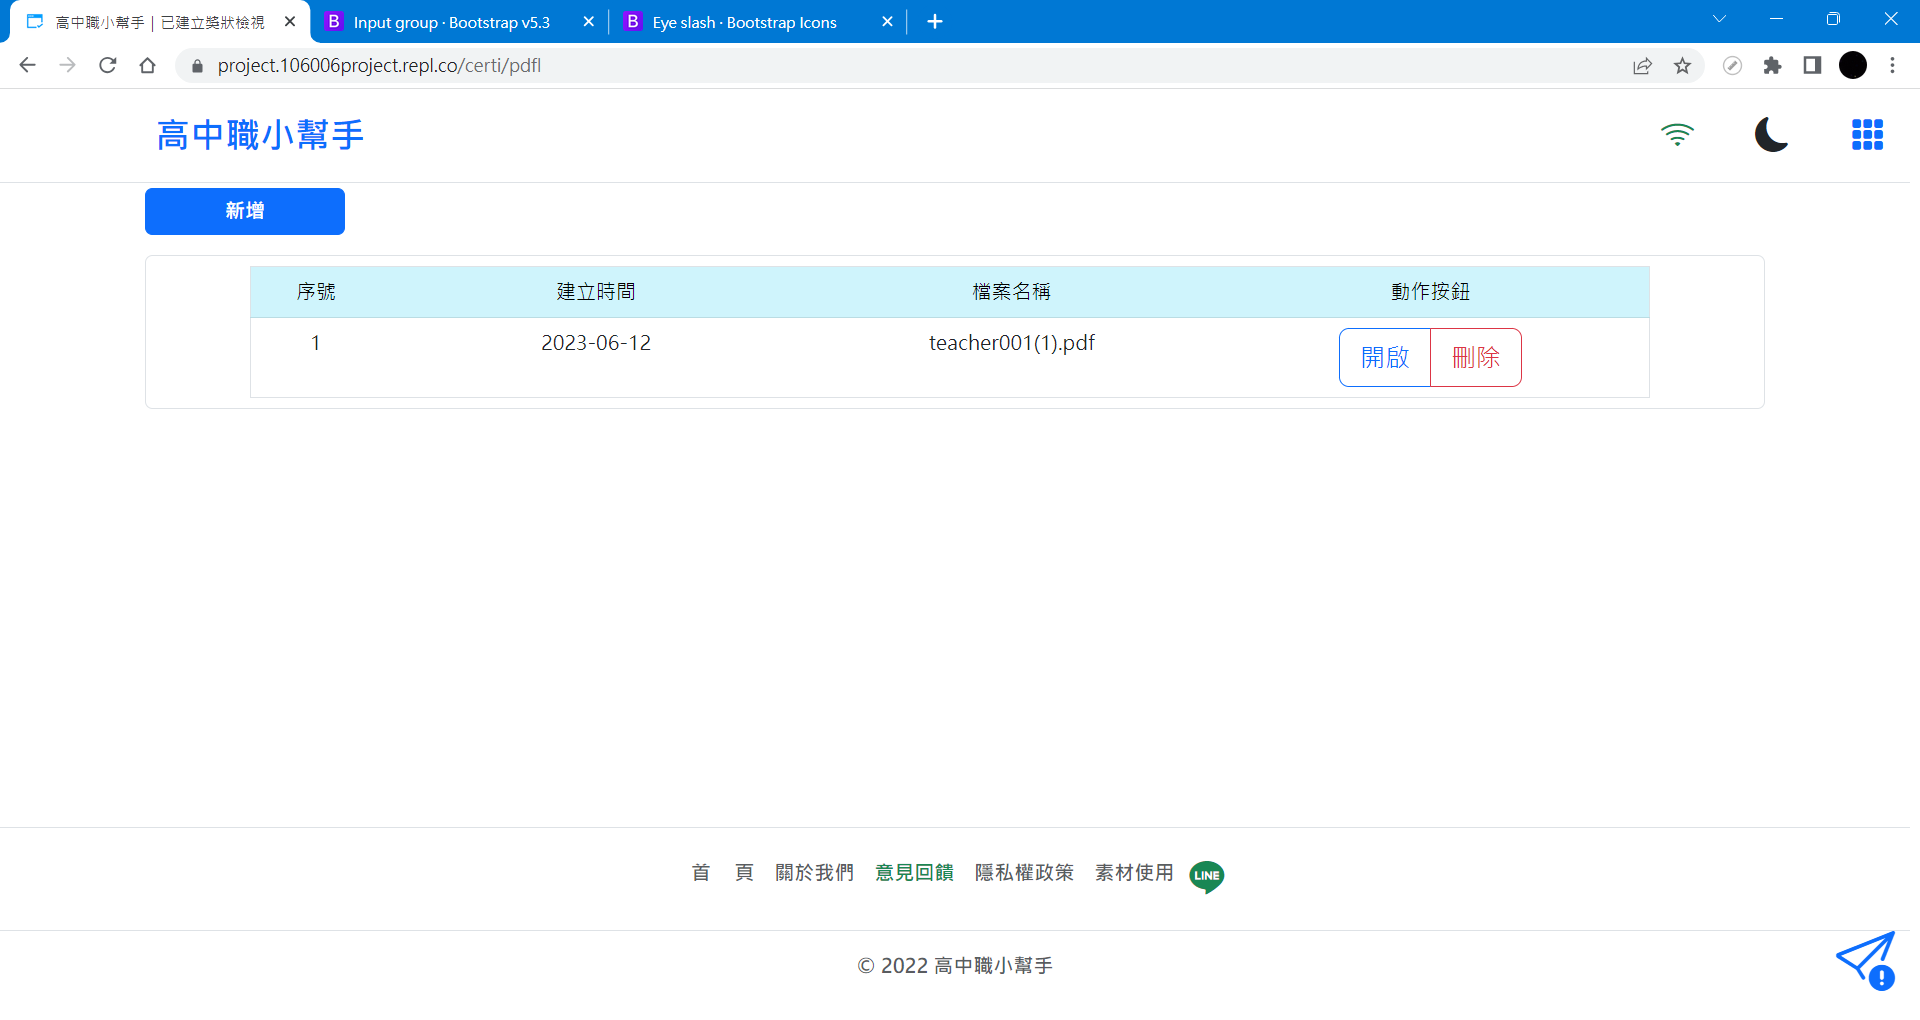 高中職小幫手 | 已建立獎狀檢視
Input group · Bootstrap v5.3
Eye slash · Bootstrap Icons
project.106006project.repl.co/certi/pdfl
高中職小幫手
新增
序號 建立時間 檔案名稱 動作按鈕
1 2023-06-12 teacher001(1).pdf 開啟 刪除
首 頁 關於我們 意見回饋 隱私權政策 素材使用 LINE
© 2022 高中職小幫手